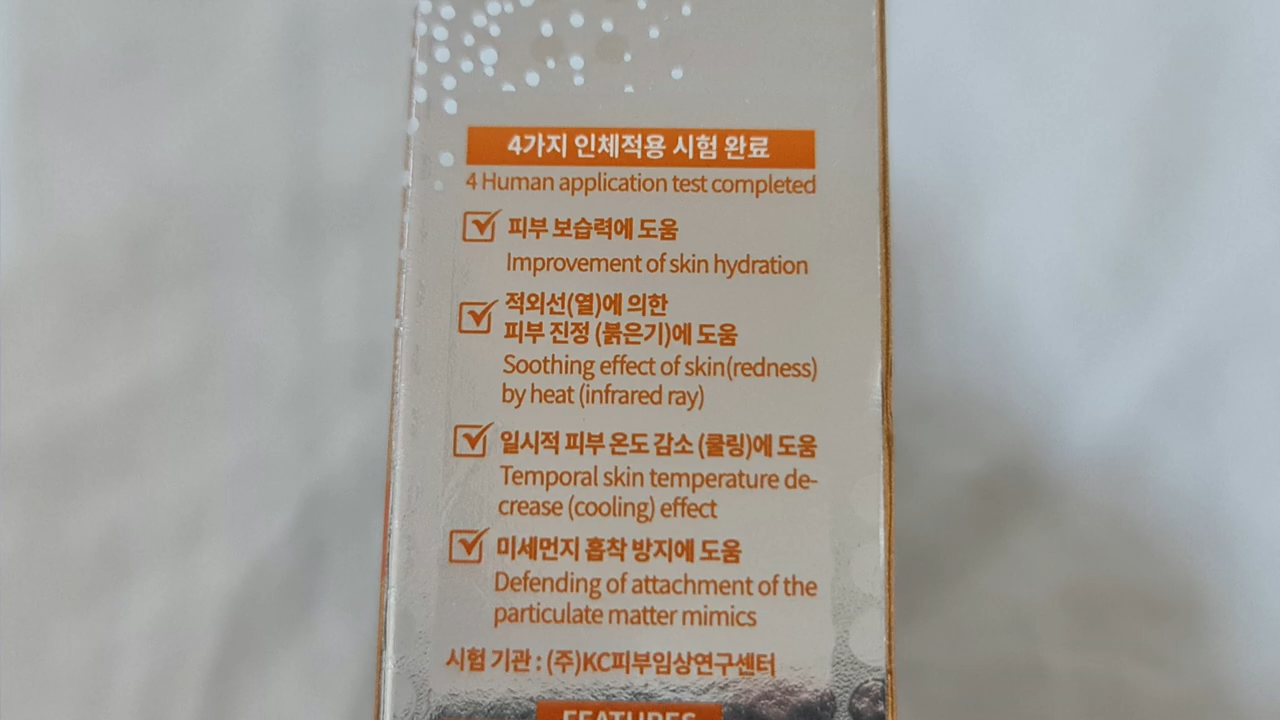 4가지 인체적용 시험 완료
4 Human application test completed
피부 보습력에 도움
Improvement of skin hydration
적외선(열)에 의한
피부 진정 (붉은기)에 도움
Soothing effect of skin(redness)
by heat (infrared ray)
일시적 피부 온도 감소 (쿨링)에 도움
Temporal skin temperature de-
crease (cooling) effect
미세먼지 흡착 방지에 도움
Defending of attachment of the
particulate matter mimics
시험 기관 : (주)KC피부임상연구센터
FEATURES